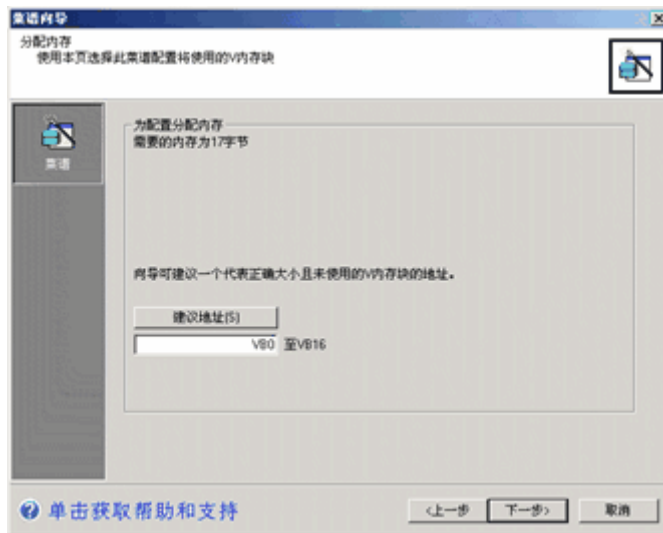 菜谱向导
分配内存
使用本页选择此菜谱配置将使用的V内存块
菜谱
为配置分配内存
需要的内存为17字节
向导可建议一个代表正确大小且未使用的V内存块的地址。
建议地址(S)
VB0 至VB16
单击获取帮助和支持
<上一步 下一步> 取消